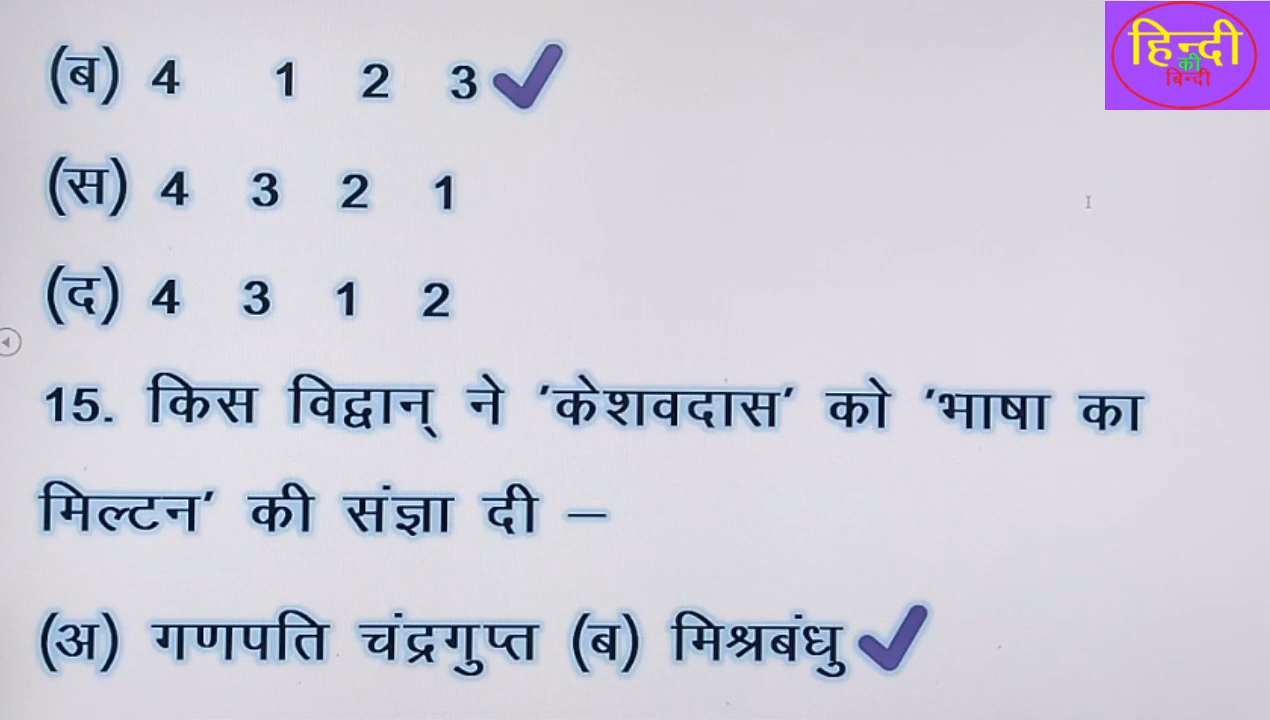 हिन्दी
की
बिन्दी
(ब) 4 1 2 3
(स) 4 3 2 1
(द) 4 3 1 2
15. किस विद्वान् ने 'केशवदास' को 'भाषा का
मिल्टन' की संज्ञा दी –
(अ) गणपति चंद्रगुप्त (ब) मिश्रबंधु